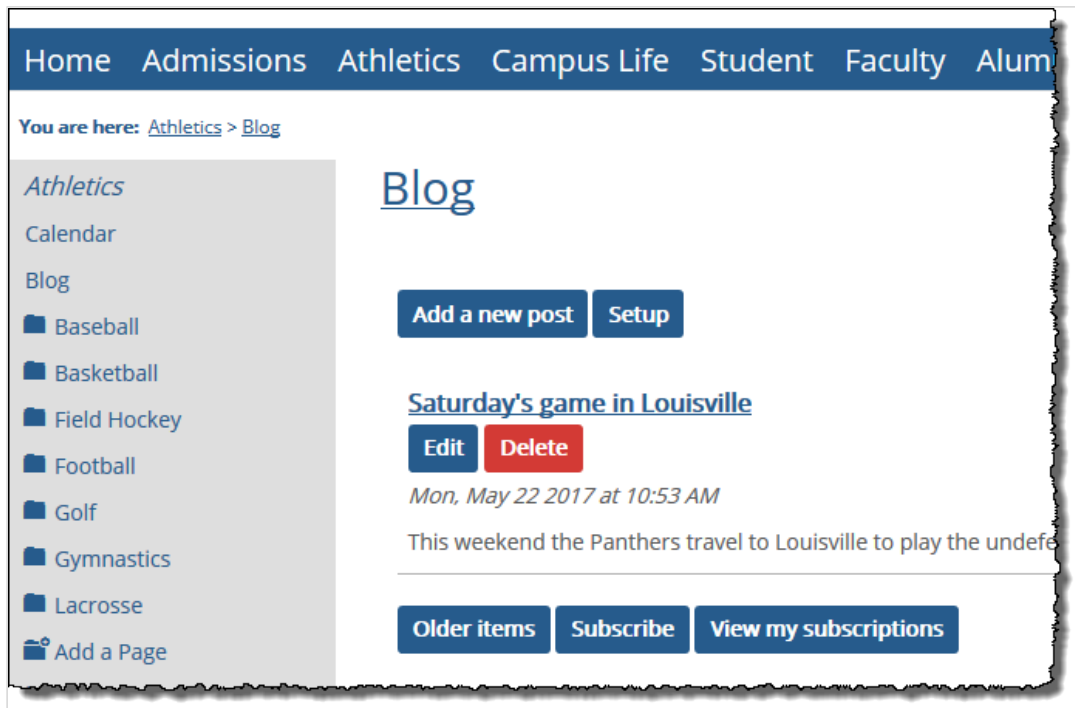 Home Admissions Athletics Campus Life Student Faculty Alum
You are here: Athletics > Blog
Athletics
Calendar
Blog
Baseball
Basketball
Field Hockey
Football
Golf
Gymnastics
Lacrosse
Add a Page
Blog
Add a new post Setup
Saturday's game in Louisville
Edit Delete
Mon, May 22 2017 at 10:53 AM
This weekend the Panthers travel to Louisville to play the undefe
Older items Subscribe View my subscriptions